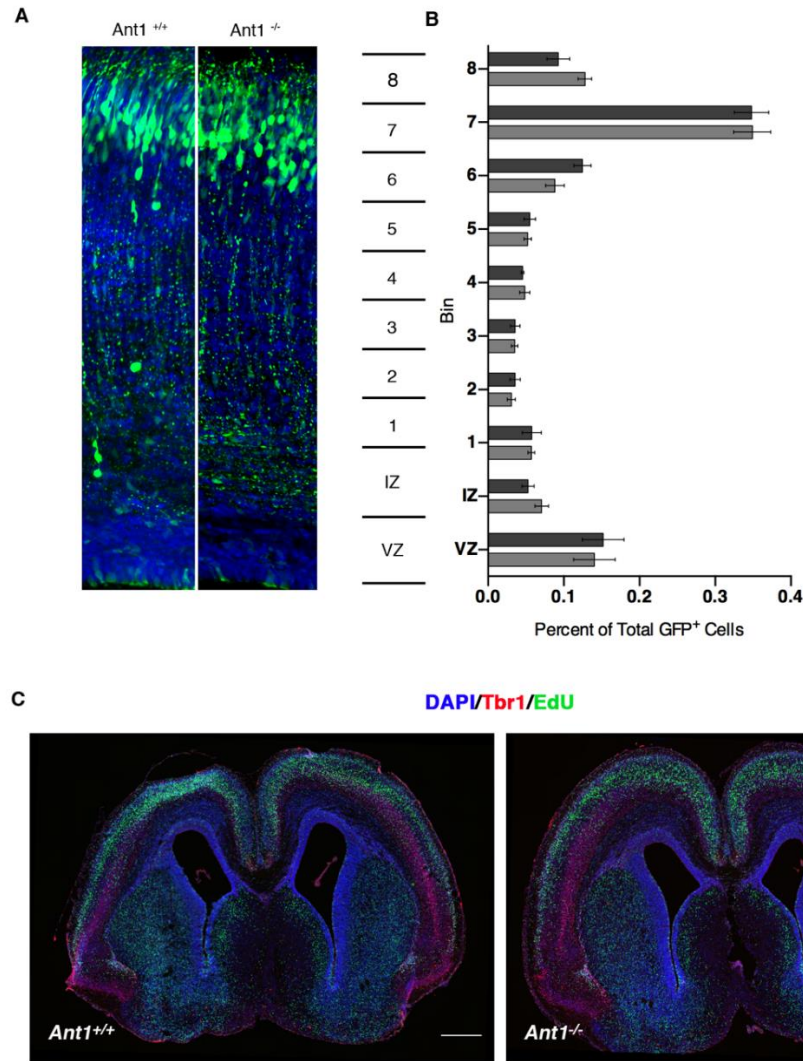 A
B
Ant1 +/+
Ant1 -/-
8
7
6
5
4
3
2
1
IZ
VZ
Bin
8
7
6
5
4
3
2
1
IZ
VZ
0.0 0.1 0.2 0.3 0.4
Percent of Total GFP+ Cells
C
DAPI/Tbr1/EdU
Ant1+/+
Ant1-/-